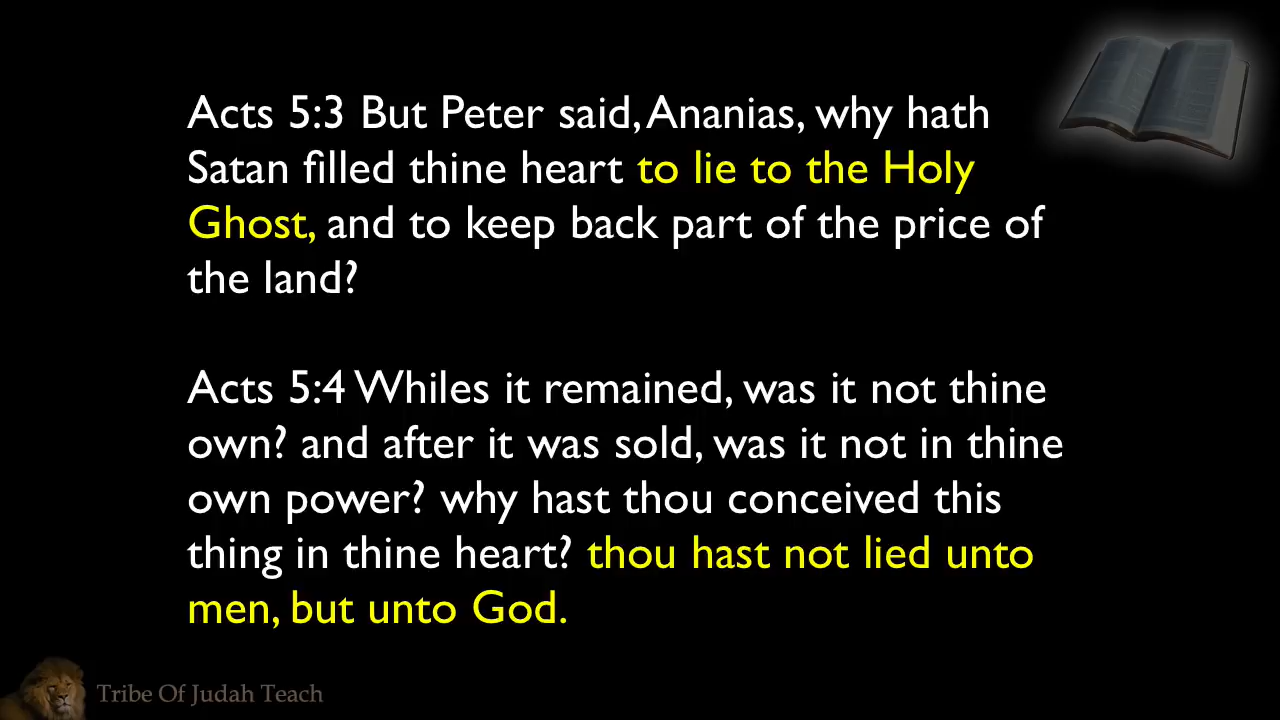 Acts 5:3 But Peter said, Ananias, why hath
Satan filled thine heart to lie to the Holy
Ghost, and to keep back part of the price of
the land?
Acts 5:4 Whiles it remained, was it not thine
own? and after it was sold, was it not in thine
own power? why hast thou conceived this
thing in thine heart? thou hast not lied unto
men, but unto God.
Tribe Of Judah Teach